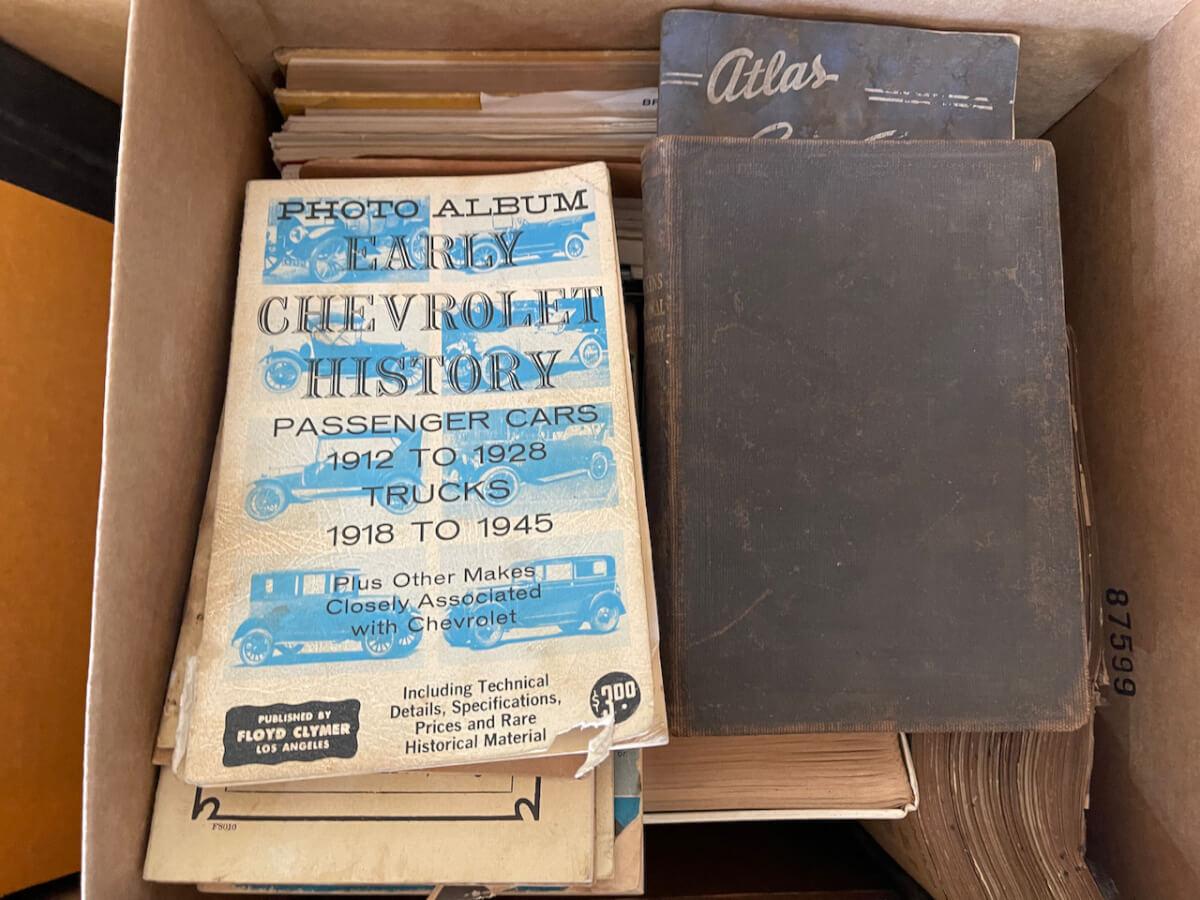 Atlas
BR
PHOTO ALBUM
EARLY
CHEVROLET
HISTORY
PASSENGER CARS
1912 TO 1928
TRUCKS
1918 TO 1945
Plus Other Makes
Closely Associated
with Chevrolet
Including Technical
Details, Specifications,
Prices and Rare
Historical Material
$3.00
PUBLISHED BY
FLOYD CLYMER
LOS ANGELES
F8010
87599